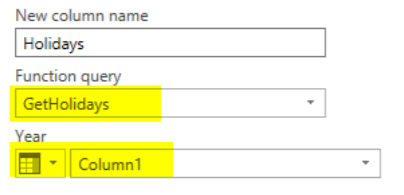 New column name
Holidays
Function query
GetHolidays
Year
Column1